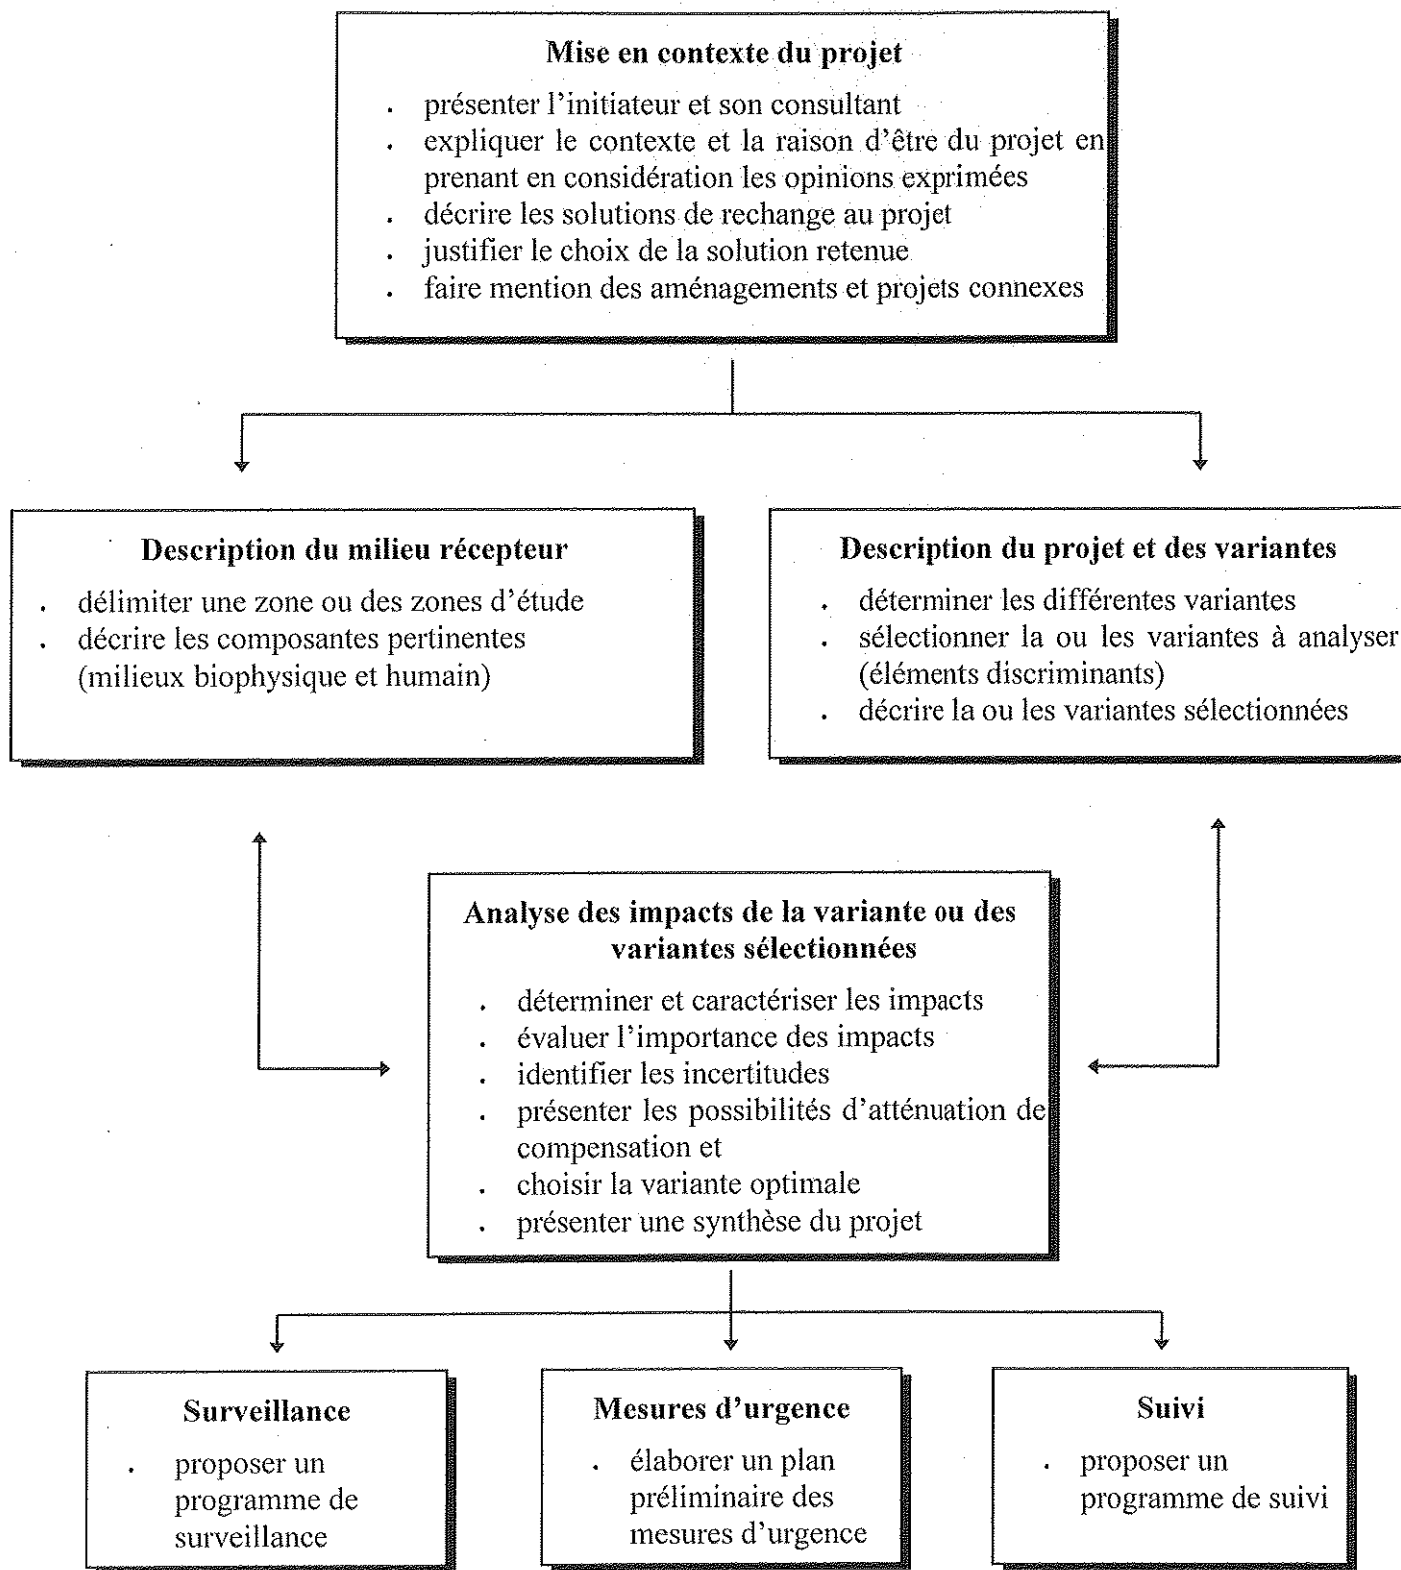 Mise en contexte du projet
. présenter l'initiateur et son consultant
. expliquer le contexte et la raison d'être du projet en
prenant en considération les opinions exprimées
. décrire les solutions de rechange au projet
. justifier le choix de la solution retenue
. faire mention des aménagements et projets connexes
Description du milieu récepteur
. délimiter une zone ou des zones d'étude
. décrire les composantes pertinentes
(milieux biophysique et humain)
Description du projet et des variantes
. déterminer les différentes variantes
. sélectionner la ou les variantes à analyser
(éléments discriminants)
. décrire la ou les variantes sélectionnées
Analyse des impacts de la variante ou des
variantes sélectionnées
. déterminer et caractériser les impacts
. évaluer l'importance des impacts
. identifier les incertitudes
. présenter les possibilités d'atténuation de
compensation et
. choisir la variante optimale
. présenter une synthèse du projet
Surveillance
. proposer un
programme de
surveillance
Mesures d'urgence
. élaborer un plan
préliminaire des
mesures d'urgence
Suivi
. proposer un
programme de suivi